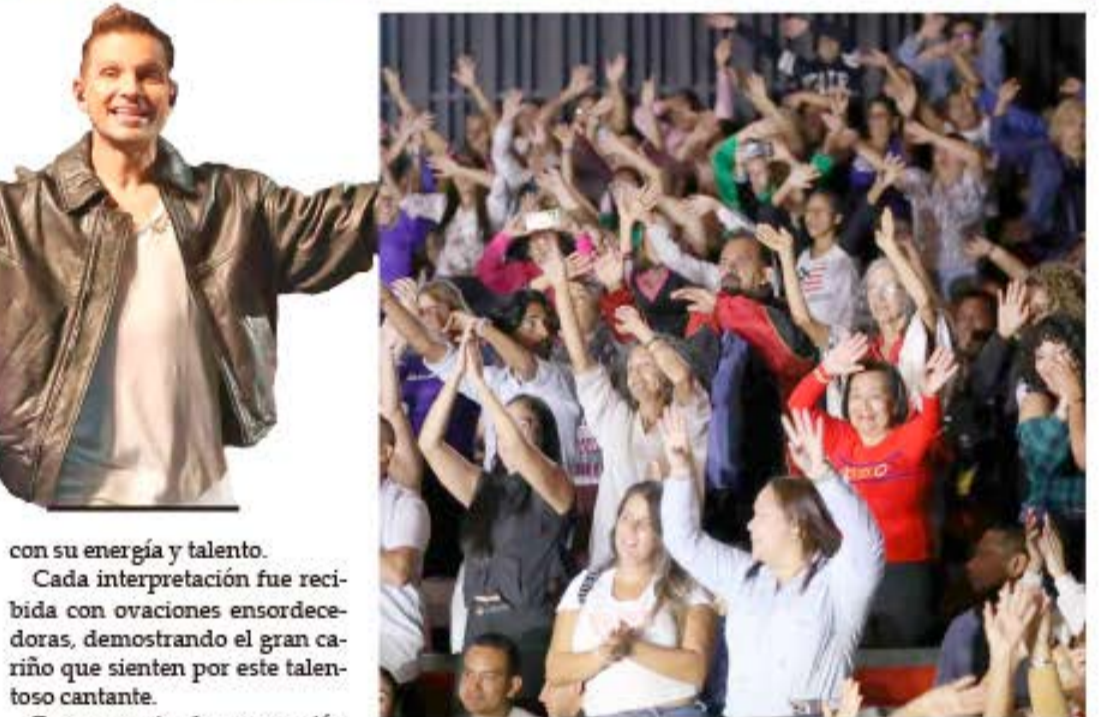 con su energía y talento.
Cada interpretación fue reci-
bida con ovaciones ensordece-
doras, demostrando el gran ca-
riño que sienten por este talen-
toso cantante.